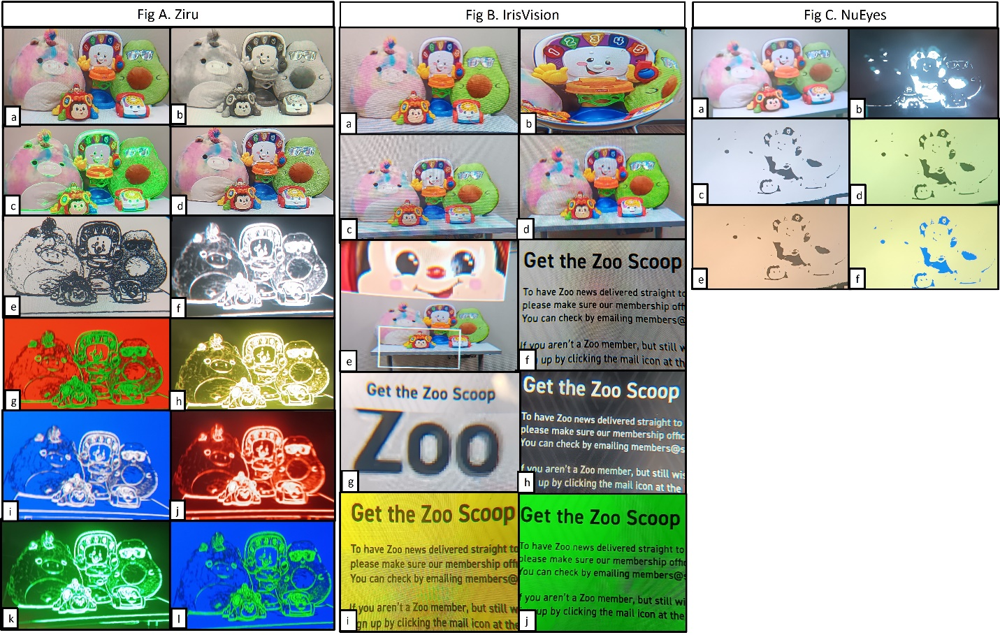 Fig A. Ziru
a
b
c
d
e
f
g
h
i
j
k
l
Fig B. IrisVision
a
1 2 3 4 5
b
c
d
e
Get the Zoo Scoop
To have Zoo news delivered straight to
please make sure our membership off
You can check by emailing members@
If you aren't a Zoo member, but still w
up by clicking the mail icon at th
f
Get the Zoo Scoop
Zoo
g
Get the Zoo Scoop
To have Zoo news delivered straight to
please make sure our membership offic
You can check by emailing members@s
f you aren't a Zoo member, but still wis
up by clicking the mail icon at the
h
Get the Zoo Scoop
To have Zoo news delivered straight to
please make sure our membership offi
You can check by emailing members@
If you aren't a Zoo member, but still w
gn up by clicking the mail icon at th
i
Get the Zoo Scoop
To have Zoo news delivered straight to
please make sure our membership offic
You can check by emailing members@s
f you aren't a Zoo member, but still wi
up by clicking the mail icon at the
j
Fig C. NuEyes
a
b
c
d
e
f